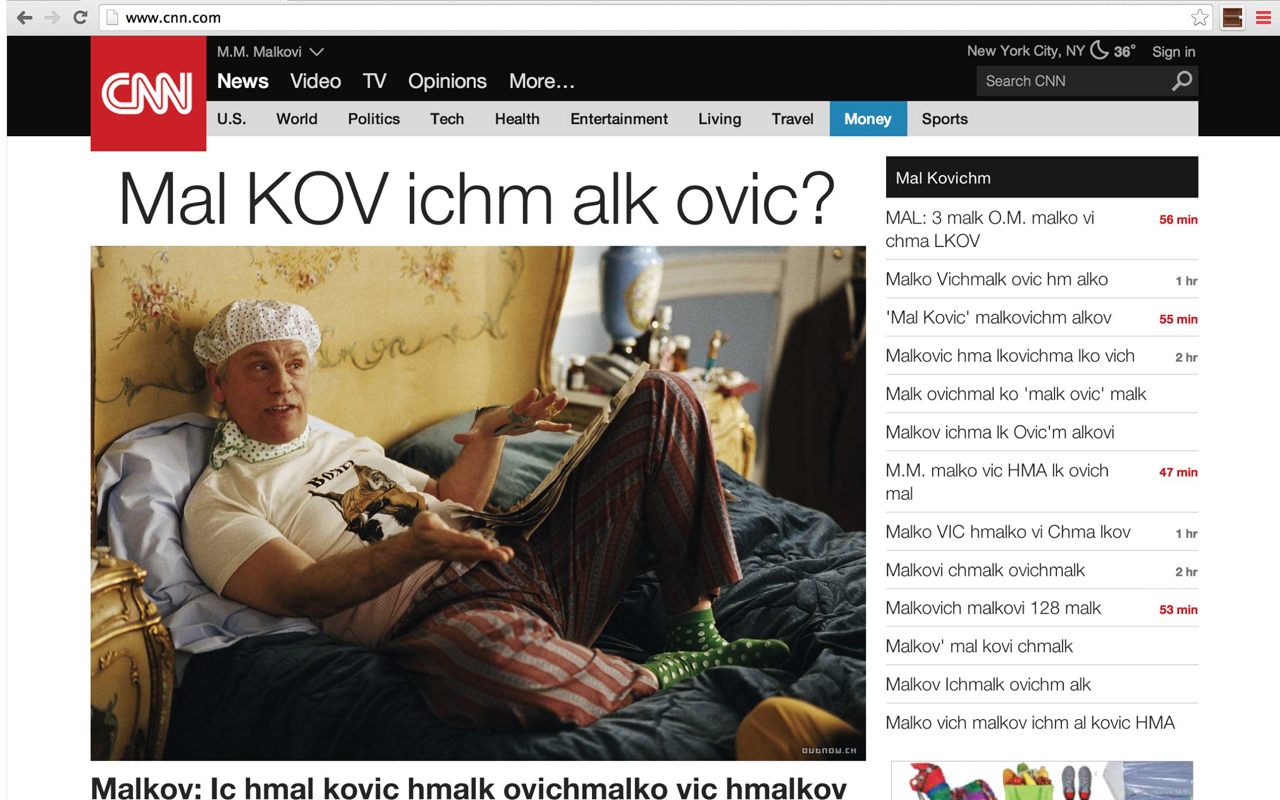 www.cnn.com
CNN
M.M. Malkovi
New York City, NY 36° Sign in
News Video TV Opinions More...
Search CNN
U.S. World Politics Tech Health Entertainment Living Travel Money Sports
Mal KOV ichm alk ovic?
BOXO
outnow.ch
Malkov: Ic hmal kovic hmalk ovichmalko vic hmalkov
Mal Kovichm
MAL: 3 malk O.M. malko vi 56 min
chma LKOV
Malko Vichmalk ovic hm alko 1 hr
'Mal Kovic' malkovichm alkov 55 min
Malkovic hma lkovichma lko vich 2 hr
Malk ovichmal ko 'malk ovic' malk
Malkov ichma lk Ovic'm alkovi
M.M. malko vic HMA lk ovich 47 min
mal
Malko VIC hmalko vi Chma lkov 1 hr
Malkovi chmalk ovichmalk 2 hr
Malkovich malkovi 128 malk 53 min
Malkov' mal kovi chmalk
Malkov Ichmalk ovichm alk
Malko vich malkov ichm al kovic HMA